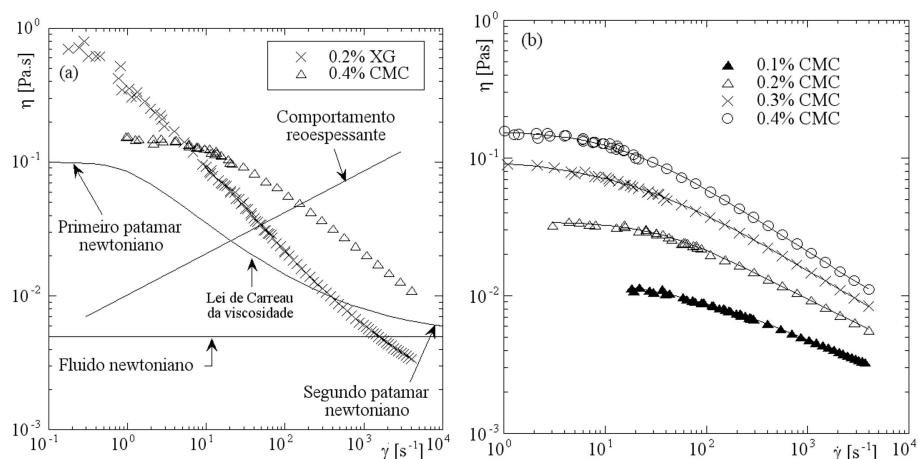 10⁰
10⁻¹
10⁻²
10⁻³
η [Pa.s]
(a)
0.2% XG
0.4% CMC
Comportamento
reoespessante
Primeiro patamar
newtoniano
Lei de Carreau
da viscosidade
Fluido newtoniano
Segundo patamar
newtoniano
10⁻¹ 10⁰ 10¹ 10² 10³ 10⁴
γ̇ [s⁻¹]
10⁰
10⁻¹
10⁻²
10⁻³
η [Pas]
(b)
0.1% CMC
0.2% CMC
0.3% CMC
0.4% CMC
10⁰ 10¹ 10² 10³ 10⁴
γ̇ [s⁻¹]